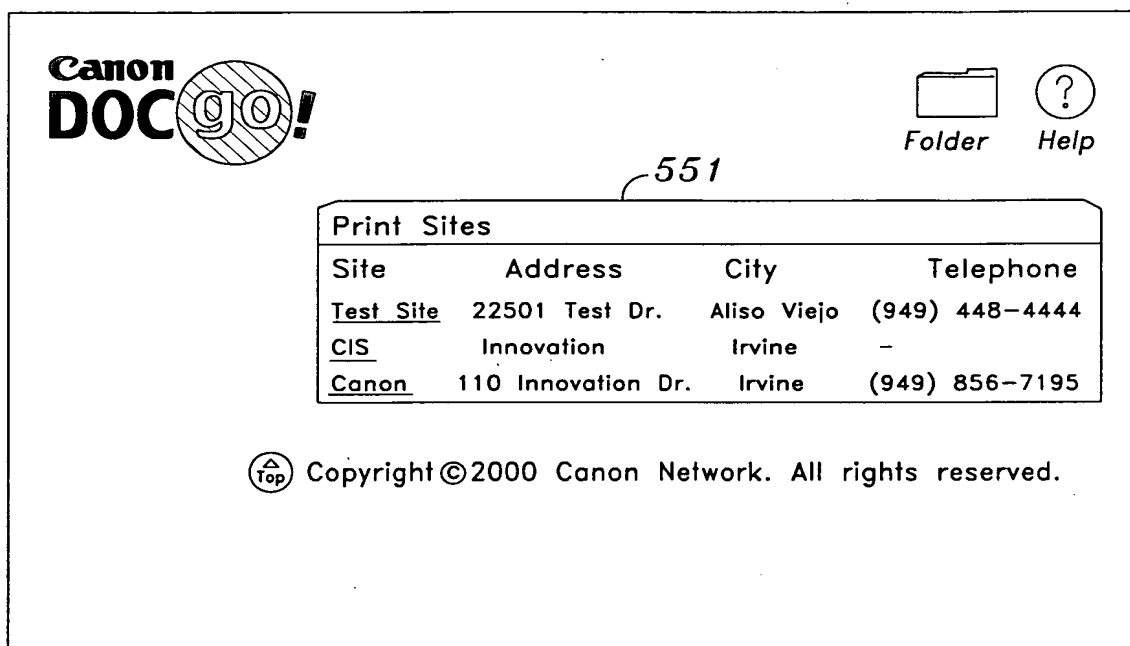 Canon
DOC go!
Folder Help
551
Print Sites
Site Address City Telephone
Test Site 22501 Test Dr. Aliso Viejo (949) 448-4444
CIS Innovation Irvine -
Canon 110 Innovation Dr. Irvine (949) 856-7195
Top Copyright ©2000 Canon Network. All rights reserved.